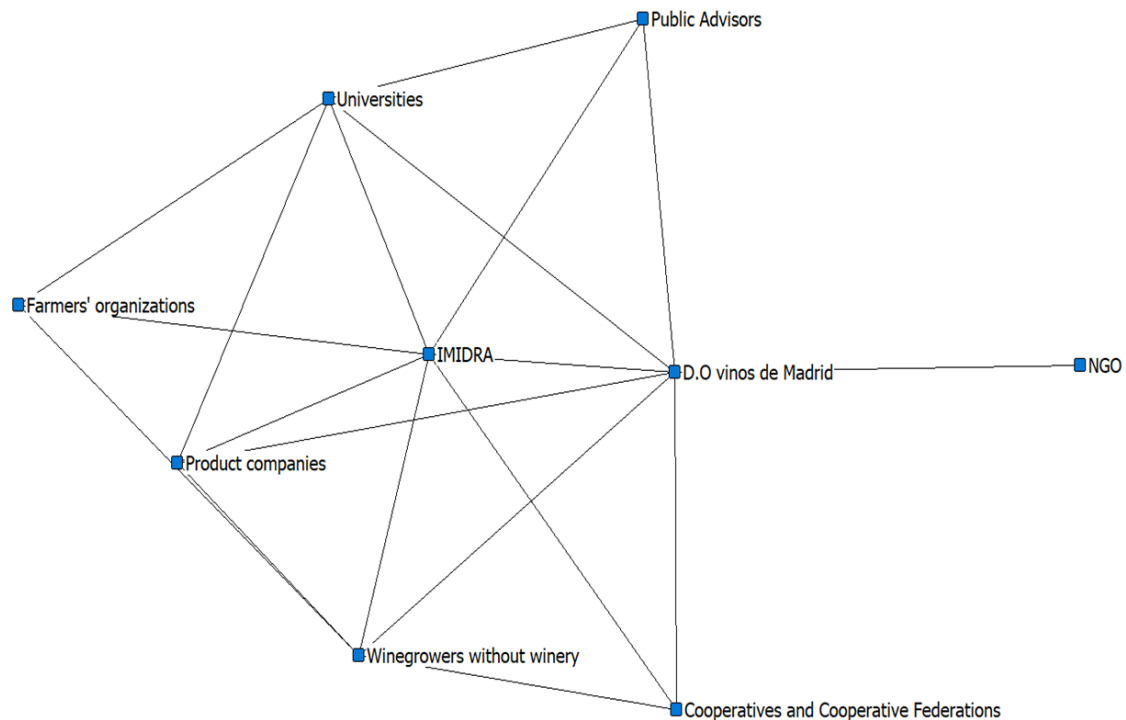 Public Advisors
Universities
Farmers' organizations
IMIDRA
D.O vinos de Madrid
NGO
Product companies
Winegrowers without winery
Cooperatives and Cooperative Federations